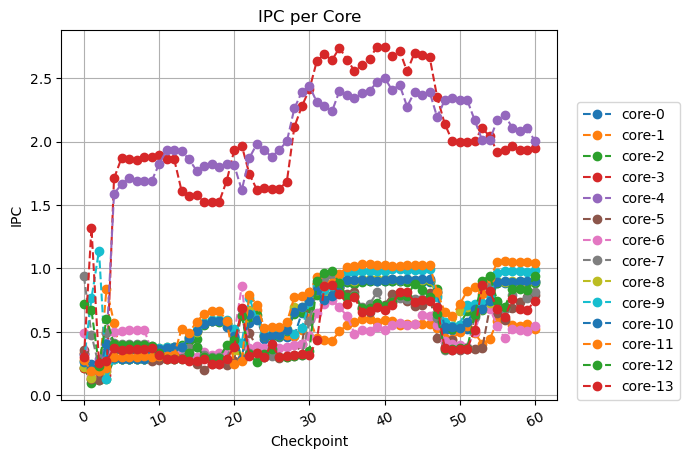 IPC per Core
IPC
2.5
2.0
1.5
1.0
0.5
0.0
0
10
20
30
40
50
60
Checkpoint
core-0
core-1
core-2
core-3
core-4
core-5
core-6
core-7
core-8
core-9
core-10
core-11
core-12
core-13